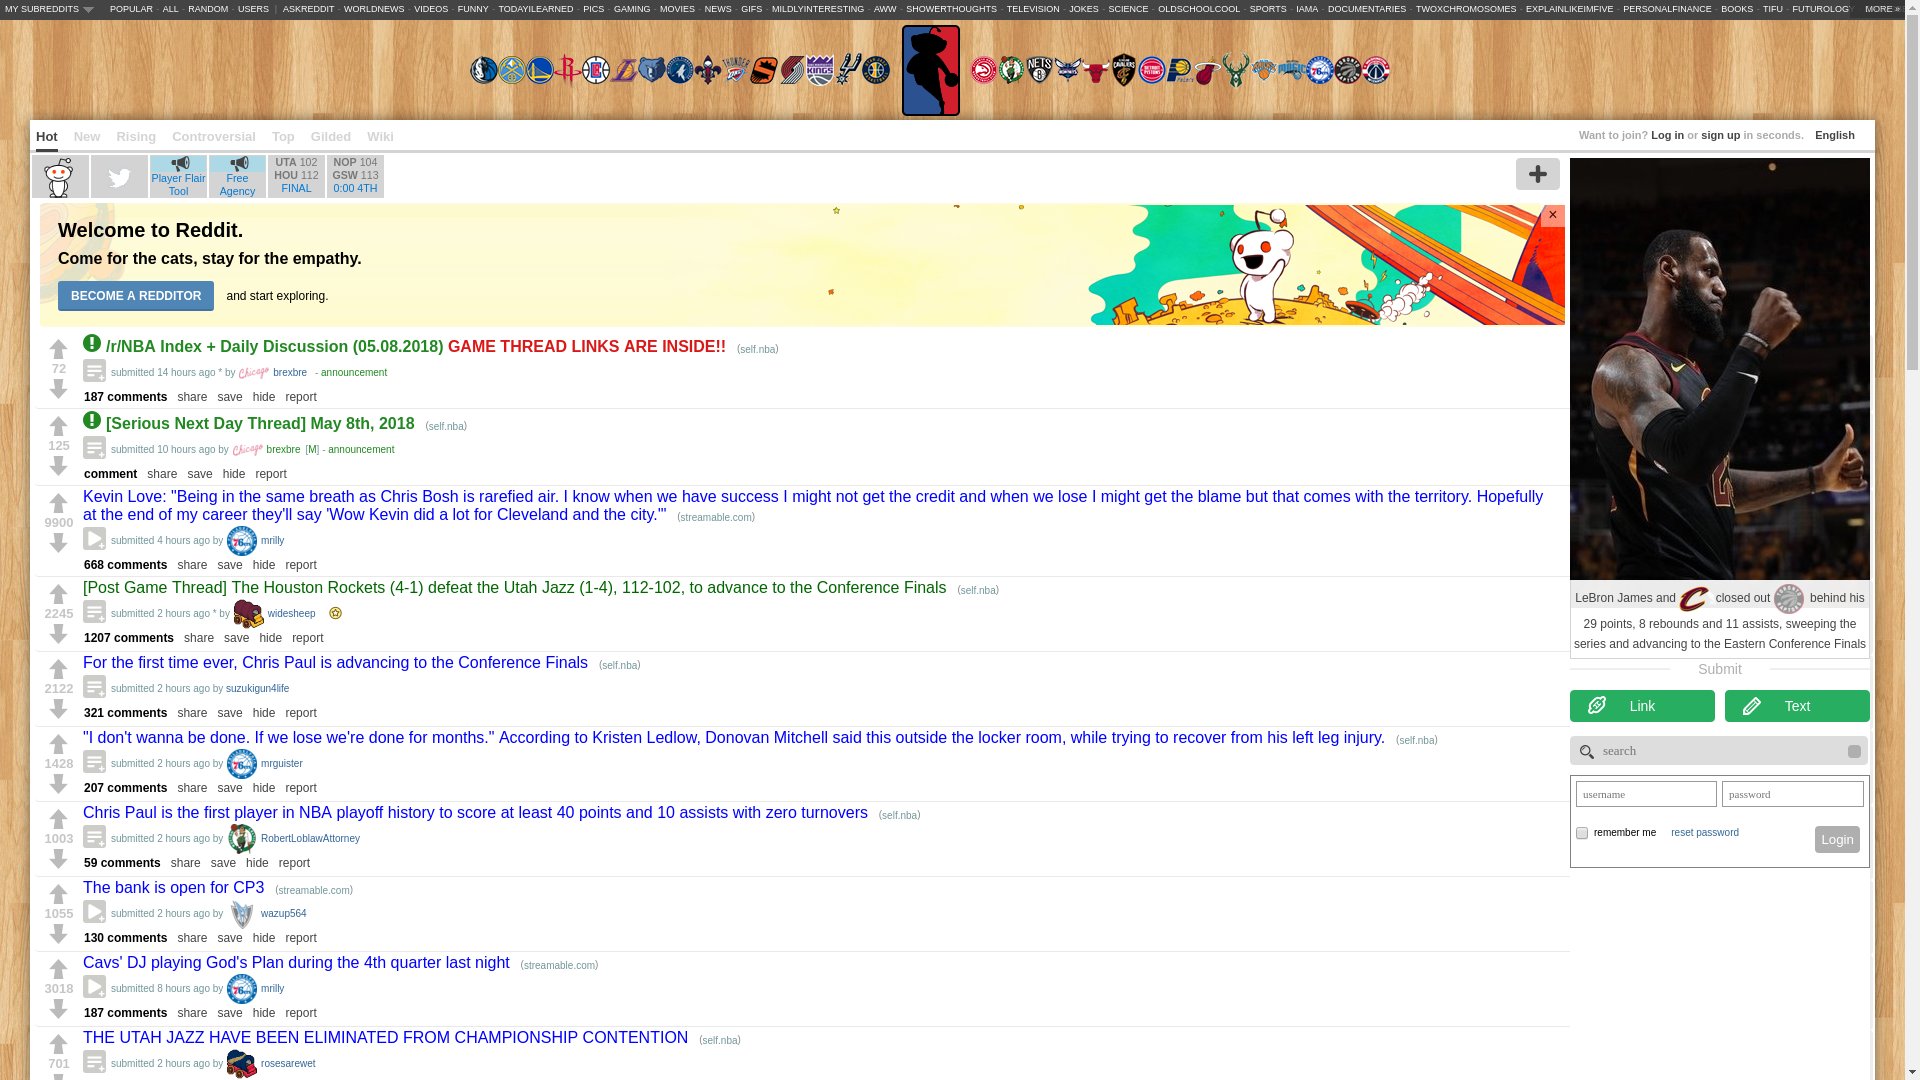 MY SUBREDDITS POPULAR - ALL - RANDOM - USERS | ASKREDDIT - WORLDNEWS - VIDEOS - FUNNY - TODAYILEARNED - PICS - GAMING - MOVIES - NEWS - GIFS - MILDLYINTERESTING - AWW - SHOWERTHOUGHTS - TELEVISION - JOKES - SCIENCE - OLDSCHOOLCOOL - SPORTS - IAMA - DOCUMENTARIES - TWOXCHROMOSOMES - EXPLAINLIKEIMFIVE - PERSONALFINANCE - BOOKS - TIFU - FUTUROLOGY MORE »
Hot New Rising Controversial Top Gilded Wiki
Want to join? Log in or sign up in seconds. English
Player Flair Tool
Free Agency
UTA 102
HOU 112
FINAL
NOP 104
GSW 113
0:00 4TH
Welcome to Reddit.
Come for the cats, stay for the empathy.
BECOME A REDDITOR and start exploring.
×
/r/NBA Index + Daily Discussion (05.08.2018) GAME THREAD LINKS ARE INSIDE!! (self.nba)
72
submitted 14 hours ago * by Chicago brexbre - announcement
187 comments share save hide report
[Serious Next Day Thread] May 8th, 2018 (self.nba)
125
submitted 10 hours ago by Chicago brexbre [M] - announcement
comment share save hide report
Kevin Love: "Being in the same breath as Chris Bosh is rarefied air. I know when we have success I might not get the credit and when we lose I might get the blame but that comes with the territory. Hopefully
at the end of my career they'll say 'Wow Kevin did a lot for Cleveland and the city.'" (streamable.com)
9900
submitted 4 hours ago by mrilly
668 comments share save hide report
[Post Game Thread] The Houston Rockets (4-1) defeat the Utah Jazz (1-4), 112-102, to advance to the Conference Finals (self.nba)
2245
submitted 2 hours ago * by widesheep
1207 comments share save hide report
For the first time ever, Chris Paul is advancing to the Conference Finals (self.nba)
2122
submitted 2 hours ago by suzukigun4life
321 comments share save hide report
"I don't wanna be done. If we lose we're done for months." According to Kristen Ledlow, Donovan Mitchell said this outside the locker room, while trying to recover from his left leg injury. (self.nba)
1428
submitted 2 hours ago by mrguister
207 comments share save hide report
Chris Paul is the first player in NBA playoff history to score at least 40 points and 10 assists with zero turnovers (self.nba)
1003
submitted 2 hours ago by RobertLoblawAttorney
59 comments share save hide report
The bank is open for CP3 (streamable.com)
1055
submitted 2 hours ago by wazup564
130 comments share save hide report
Cavs' DJ playing God's Plan during the 4th quarter last night (streamable.com)
3018
submitted 8 hours ago by mrilly
187 comments share save hide report
THE UTAH JAZZ HAVE BEEN ELIMINATED FROM CHAMPIONSHIP CONTENTION (self.nba)
701
submitted 2 hours ago by rosesarewet
LeBron James and closed out behind his
29 points, 8 rebounds and 11 assists, sweeping the
series and advancing to the Eastern Conference Finals
Submit
Link
Text
search
username
password
remember me reset password
Login